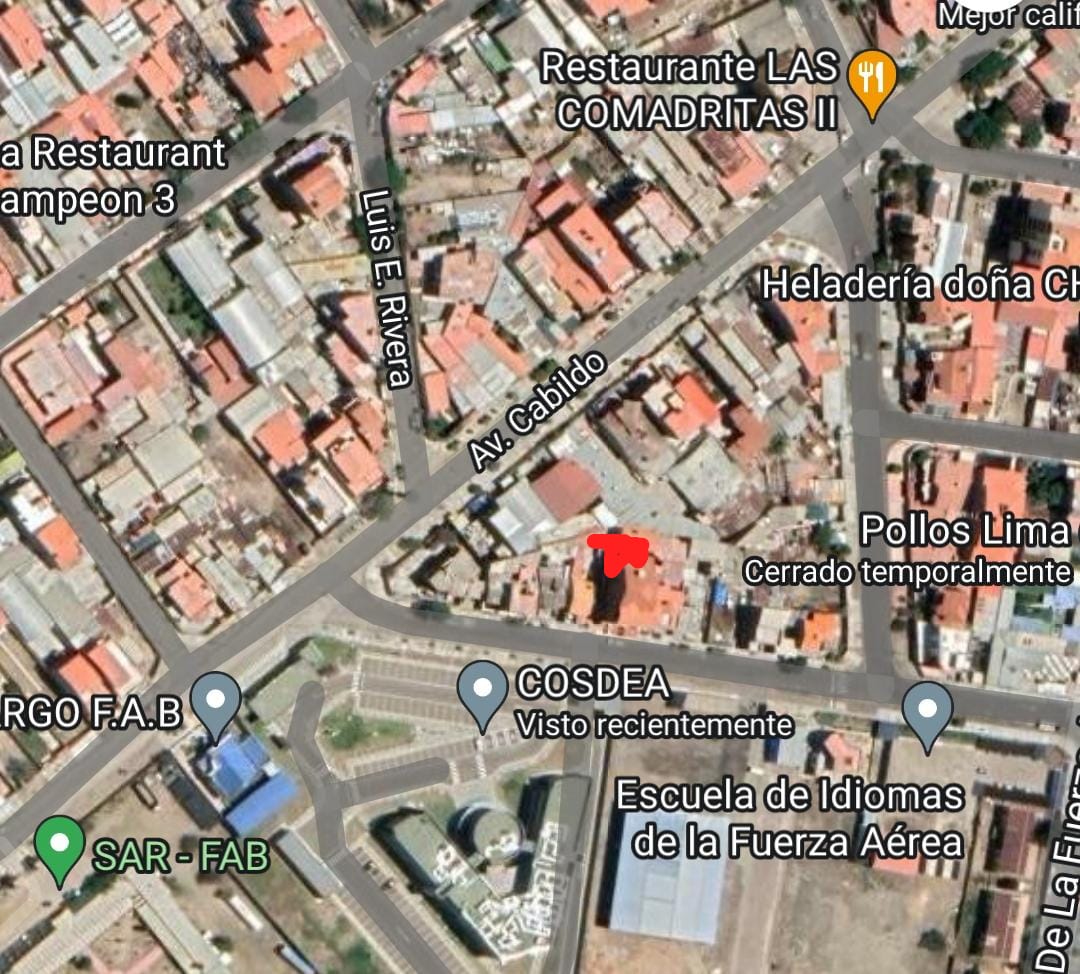 Mejor calif
Restaurante LAS
COMADRITAS II
a Restaurant
ampeon 3
Luis E. Rivera
Heladería doña CH
Av. Cabildo
Pollos Lima
Cerrado temporalmente
COSDEA
Visto recientemente
RGO F.A.B
Escuela de Idiomas
de la Fuerza Aérea
SAR - FAB
De La Fuerza